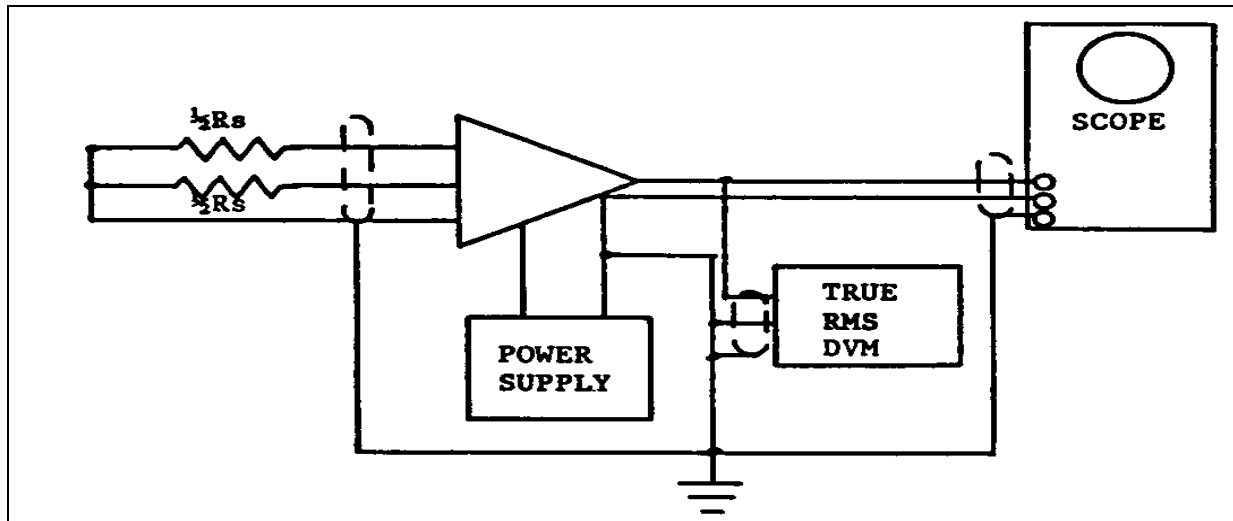 ½Rs
½Rs
SCOPE
TRUE
RMS
DVM
POWER
SUPPLY